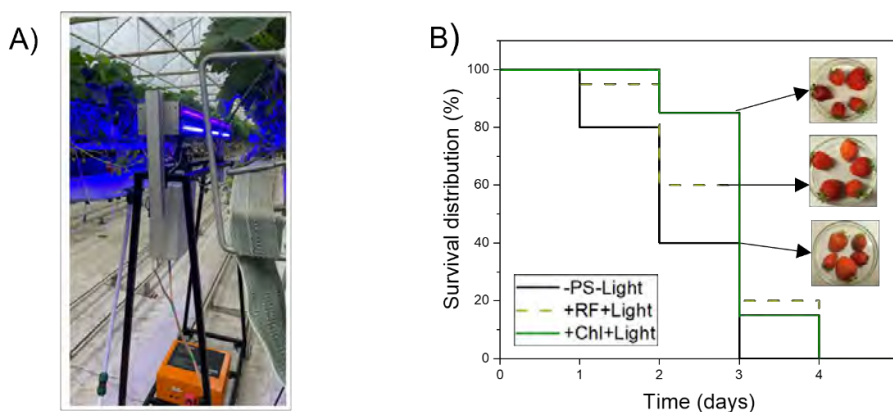 A)
B)
Survival distribution (%)
100
80
60
40
20
0
-PS-Light
+RF+Light
+Chl+Light
0 1 2 3 4
Time (days)